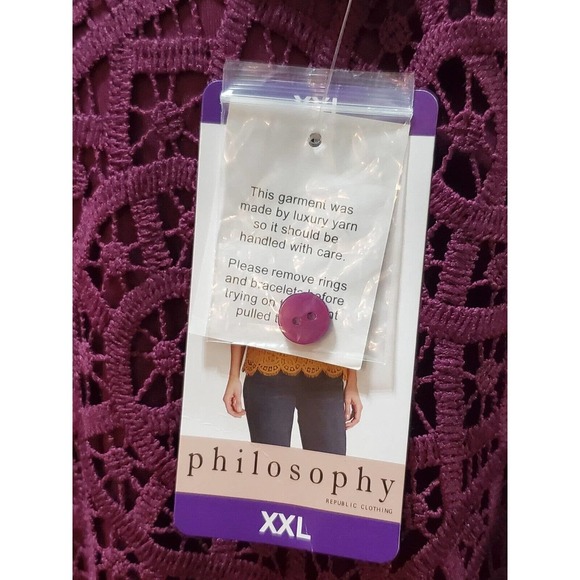 XXL
This garment was
made by luxury yarn
so it should be
handled with care.
Please remove rings
and bracelets before
trying on
pulled
philosophy
REPUBLIC CLOTHING
XXL